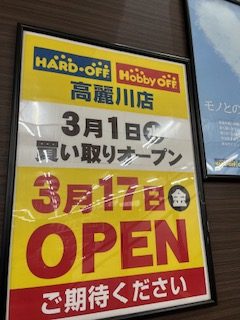 HARD・OFF
Hobby OFF
高麗川店
3月1日
買い取りオープン
3月17日金
OPEN
ご期待ください
モノとの